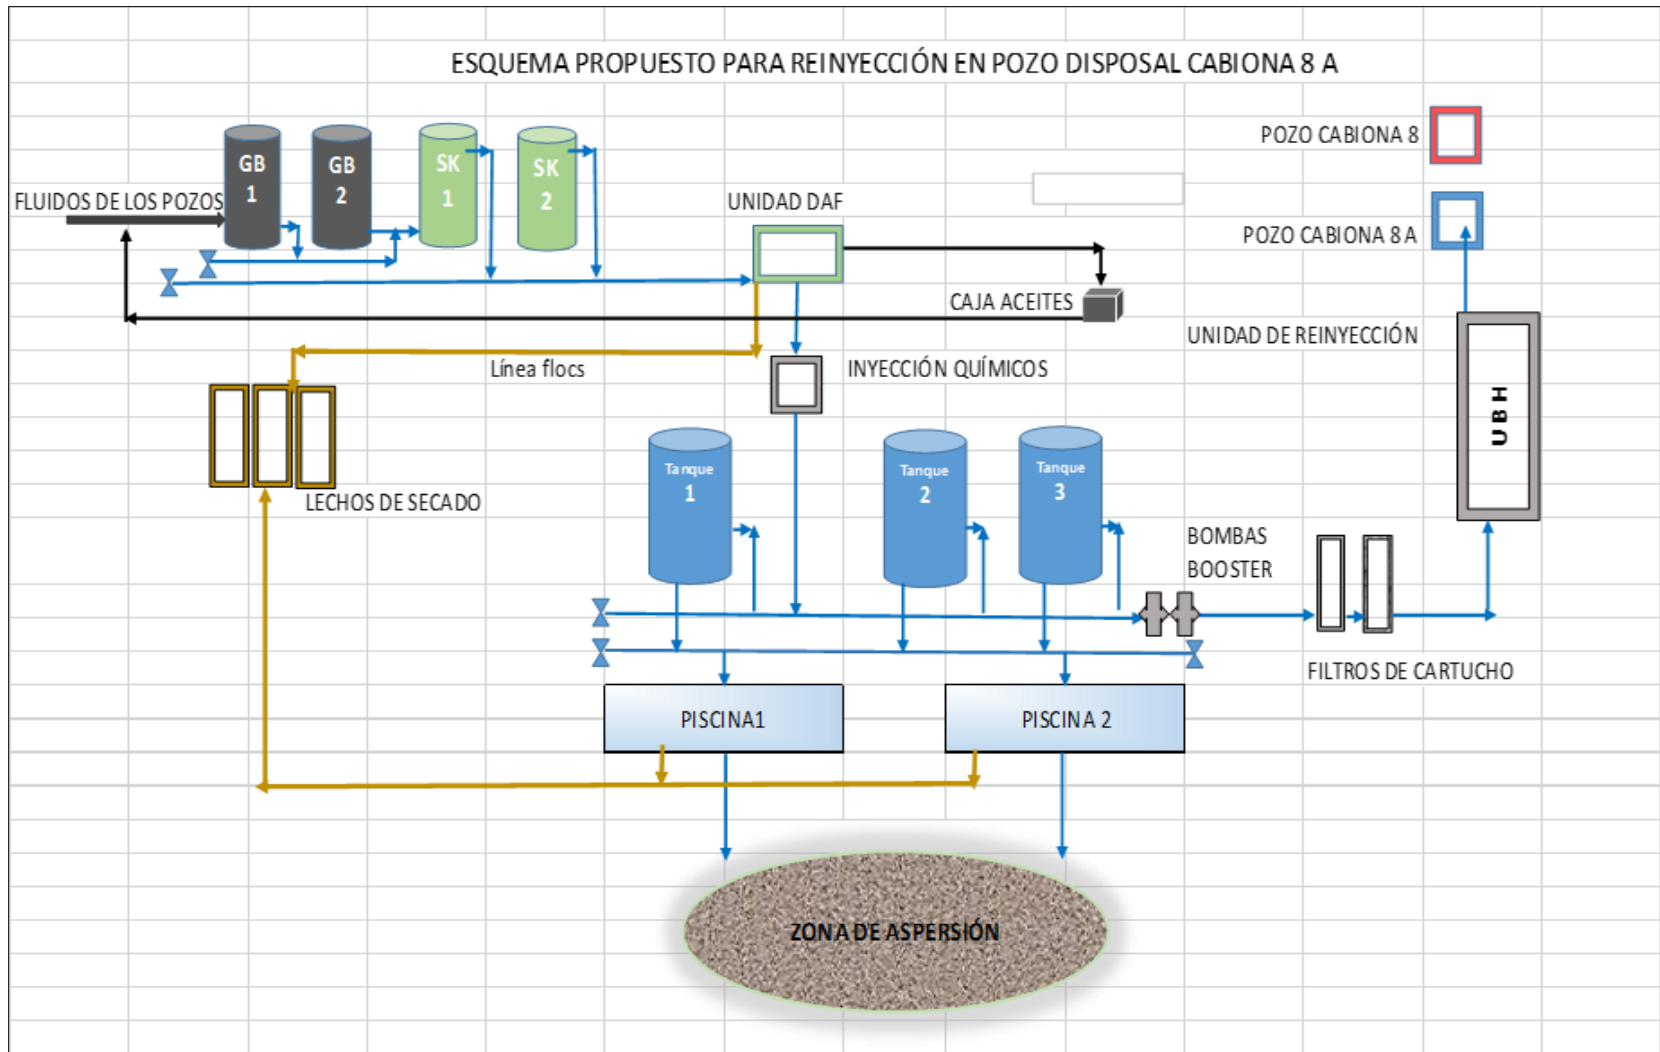 ESQUEMA PROPUESTO PARA REINYECCIÓN EN POZO DISPOSAL CABIONA 8 A
POZO CABIONA 8
GB
1
GB
2
SK
1
SK
2
FLUIDOS DE LOS POZOS
UNIDAD DAF
POZO CABIONA 8 A
CAJA ACEITES
UNIDAD DE REINYECCIÓN
Línea flocs
INYECCIÓN QUÍMICOS
UBH
LECHOS DE SECADO
Tanque
1
Tanque
2
Tanque
3
BOMBAS
BOOSTER
FILTROS DE CARTUCHO
PISCINA1
PISCINA 2
ZONA DE ASPERSIÓN